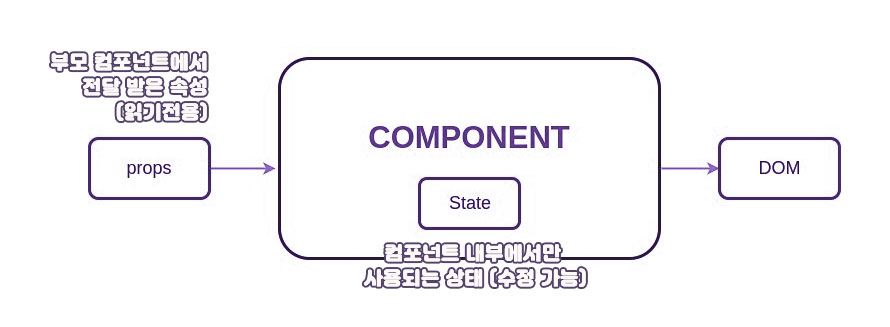 부모 컴포넌트에서
전달 받은 속성
(읽기전용)
props
COMPONENT
State
컴포넌트 내부에서만
사용되는 상태 (수정 가능)
DOM